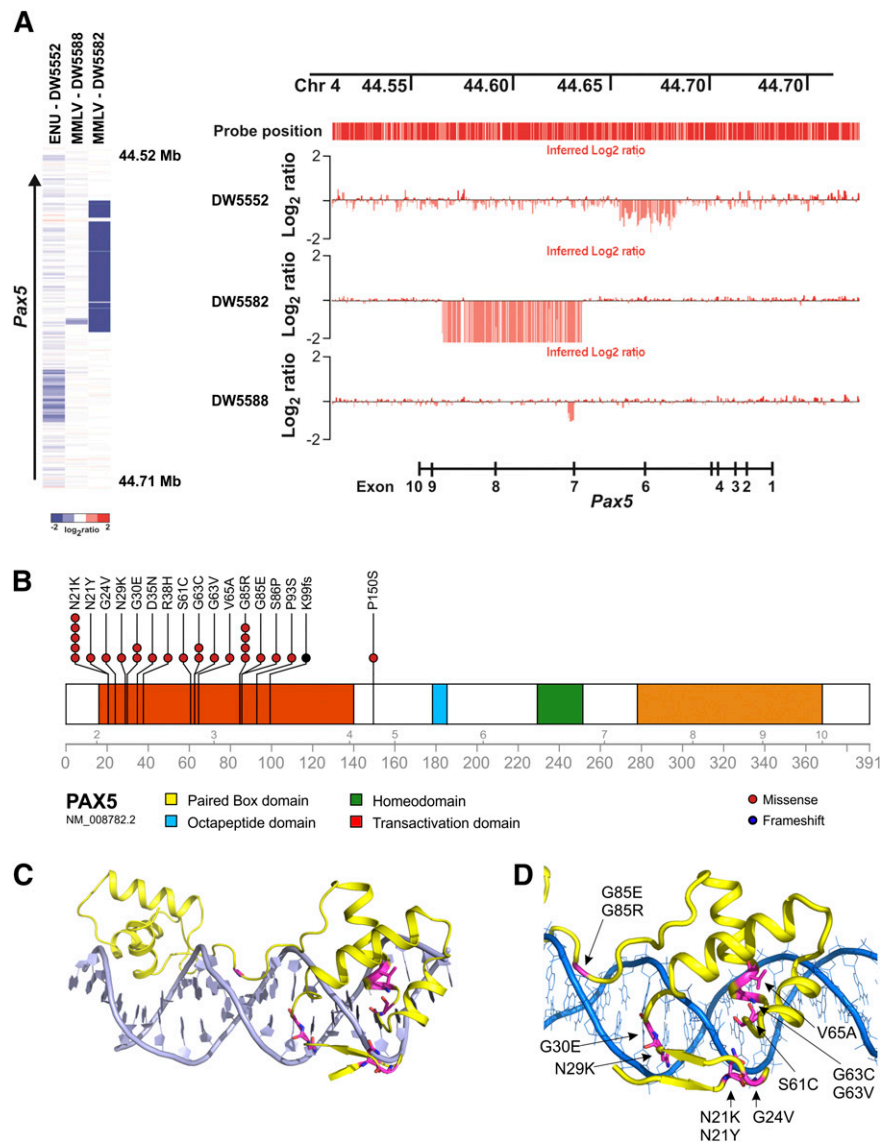 A
ENU - DW5552
MMLV - DW5588
MMLV - DW5582
44.52 Mb
Pax5
44.71 Mb
-2 2
log2ratio
Chr 4 44.55 44.60 44.65 44.70 44.70
Probe position
Inferred Log2 ratio
DW5552
Log2 ratio
2
-2
Inferred Log2 ratio
DW5582
Log2 ratio
2
-2
Inferred Log2 ratio
DW5588
Log2 ratio
2
-2
Exon 10 9 8 7 6 4 3 2 1
Pax5
B
N21K
N21Y
G24V
N29K
G30E
D35N
R38H
S61C
G63C
G63V
V65A
G85R
G85E
S86P
P93S
K99fs
P150S
2 3 4 5 6 7 8 9 10
0 20 40 60 80 100 120 140 160 180 200 220 240 260 280 300 320 340 360 391
PAX5
NM_008782.2
Paired Box domain
Octapeptide domain
Homeodomain
Transactivation domain
Missense
Frameshift
C
D
G85E
G85R
G30E
N29K
V65A
S61C
G63C
G63V
N21K
N21Y
G24V